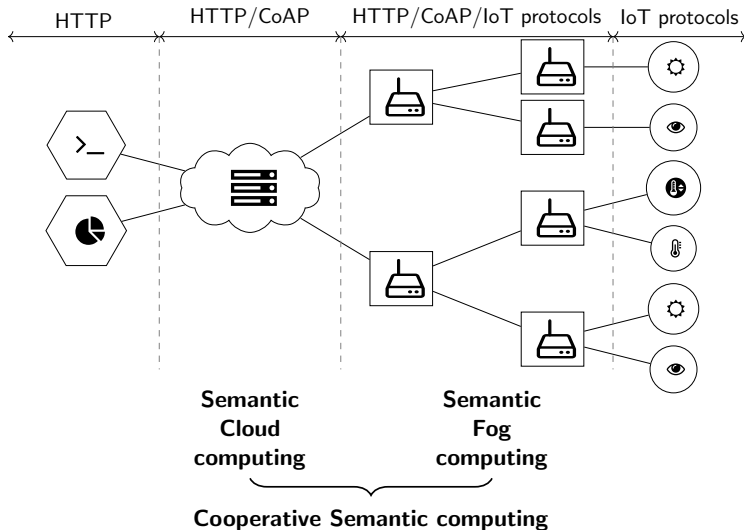 HTTP
HTTP/CoAP
HTTP/CoAP/IoT protocols
IoT protocols
>_
Semantic
Cloud
computing
Semantic
Fog
computing
Cooperative Semantic computing